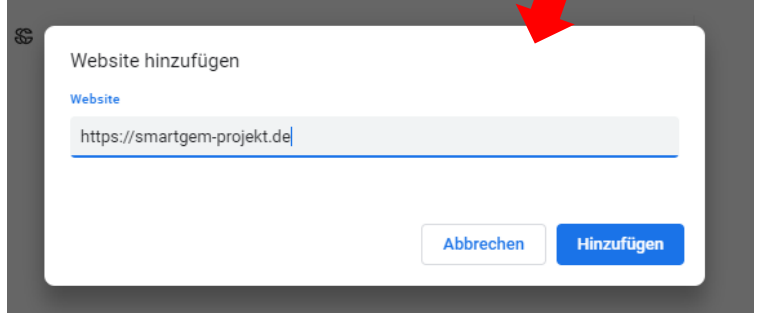 Website hinzufügen
Website
https://smartgem-projekt.de
Abbrechen
Hinzufügen